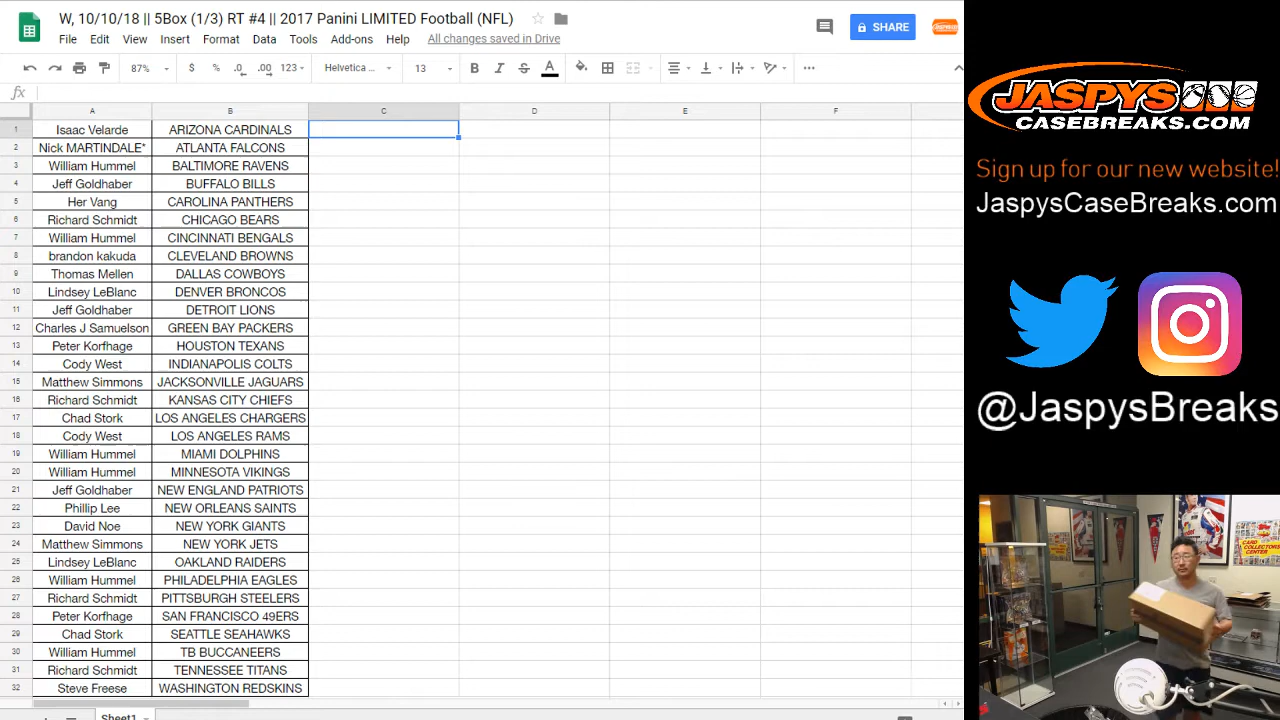 W, 10/10/18 || 5Box (1/3) RT #4 || 2017 Panini LIMITED Football (NFL)
File Edit View Insert Format Data Tools Add-ons Help All changes saved in Drive
SHARE
87% $ % .0 .00 123 Helvetica ... 13 B I S A
fx
A B C D E F
1 Isaac Velarde ARIZONA CARDINALS
2 Nick MARTINDALE* ATLANTA FALCONS
3 William Hummel BALTIMORE RAVENS
4 Jeff Goldhaber BUFFALO BILLS
5 Her Vang CAROLINA PANTHERS
6 Richard Schmidt CHICAGO BEARS
7 William Hummel CINCINNATI BENGALS
8 brandon kakuda CLEVELAND BROWNS
9 Thomas Mellen DALLAS COWBOYS
10 Lindsey LeBlanc DENVER BRONCOS
11 Jeff Goldhaber DETROIT LIONS
12 Charles J Samuelson GREEN BAY PACKERS
13 Peter Korfhage HOUSTON TEXANS
14 Cody West INDIANAPOLIS COLTS
15 Matthew Simmons JACKSONVILLE JAGUARS
16 Richard Schmidt KANSAS CITY CHIEFS
17 Chad Stork LOS ANGELES CHARGERS
18 Cody West LOS ANGELES RAMS
19 William Hummel MIAMI DOLPHINS
20 William Hummel MINNESOTA VIKINGS
21 Jeff Goldhaber NEW ENGLAND PATRIOTS
22 Phillip Lee NEW ORLEANS SAINTS
23 David Noe NEW YORK GIANTS
24 Matthew Simmons NEW YORK JETS
25 Lindsey LeBlanc OAKLAND RAIDERS
26 William Hummel PHILADELPHIA EAGLES
27 Richard Schmidt PITTSBURGH STEELERS
28 Peter Korfhage SAN FRANCISCO 49ERS
29 Chad Stork SEATTLE SEAHAWKS
30 William Hummel TB BUCCANEERS
31 Richard Schmidt TENNESSEE TITANS
32 Steve Freese WASHINGTON REDSKINS
Sheet1
JASPYS
CASEBREAKS.COM
Sign up for our new website!
JaspysCaseBreaks.com
@JaspysBreaks
CARD
COLLECTORS
CENTER